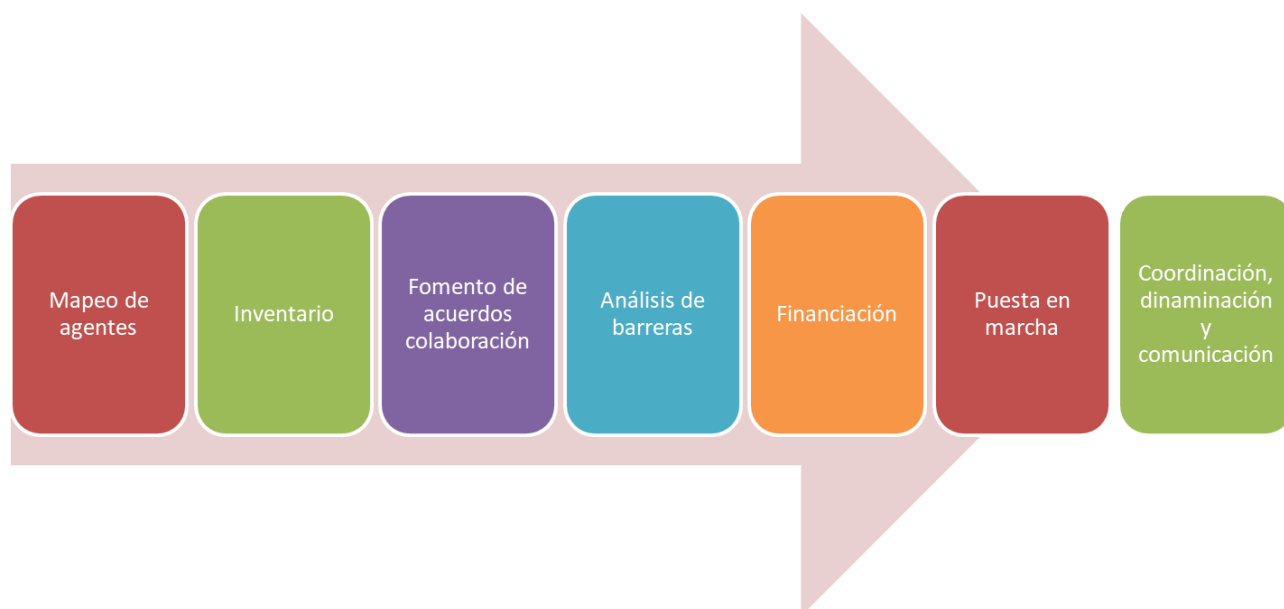 Mapeo de
agentes
Inventario
Fomento de
acuerdos
colaboración
Análisis de
barreras
Financiación
Puesta en
marcha
Coordinación,
dinaminación
y
comunicación